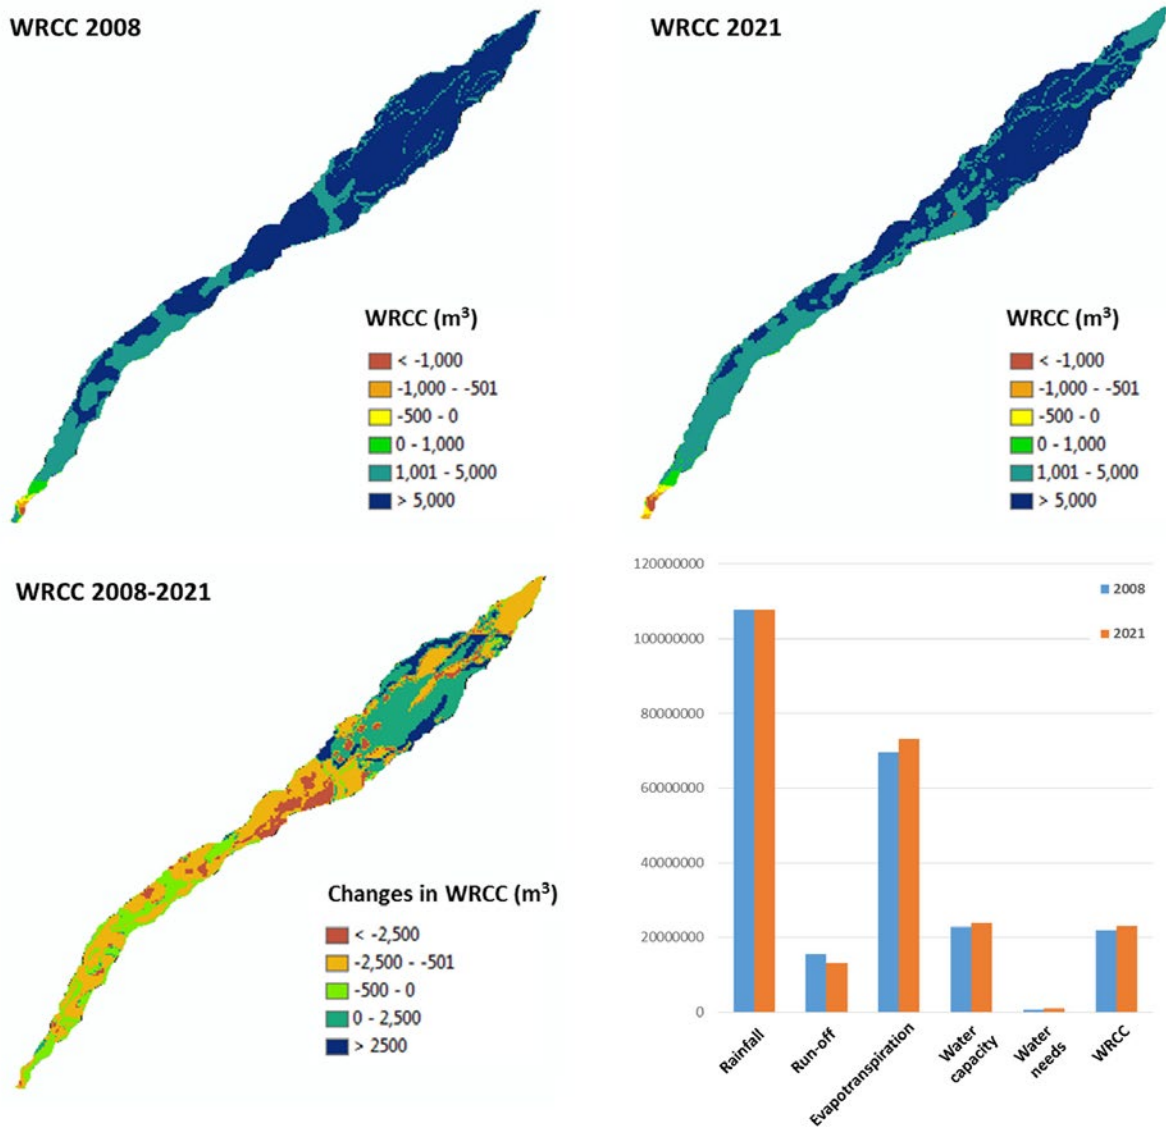 WRCC 2008
WRCC (m³)
< -1,000
-1,000 - -501
-500 - 0
0 - 1,000
1,001 - 5,000
> 5,000
WRCC 2021
WRCC (m³)
< -1,000
-1,000 - -501
-500 - 0
0 - 1,000
1,001 - 5,000
> 5,000
WRCC 2008-2021
Changes in WRCC (m³)
< -2,500
-2,500 - -501
-500 - 0
0 - 2,500
> 2500
120000000
100000000
80000000
60000000
40000000
20000000
0
2008
2021
Rainfall
Run-off
Evapotranspiration
Water
capacity
Water
needs
WRCC